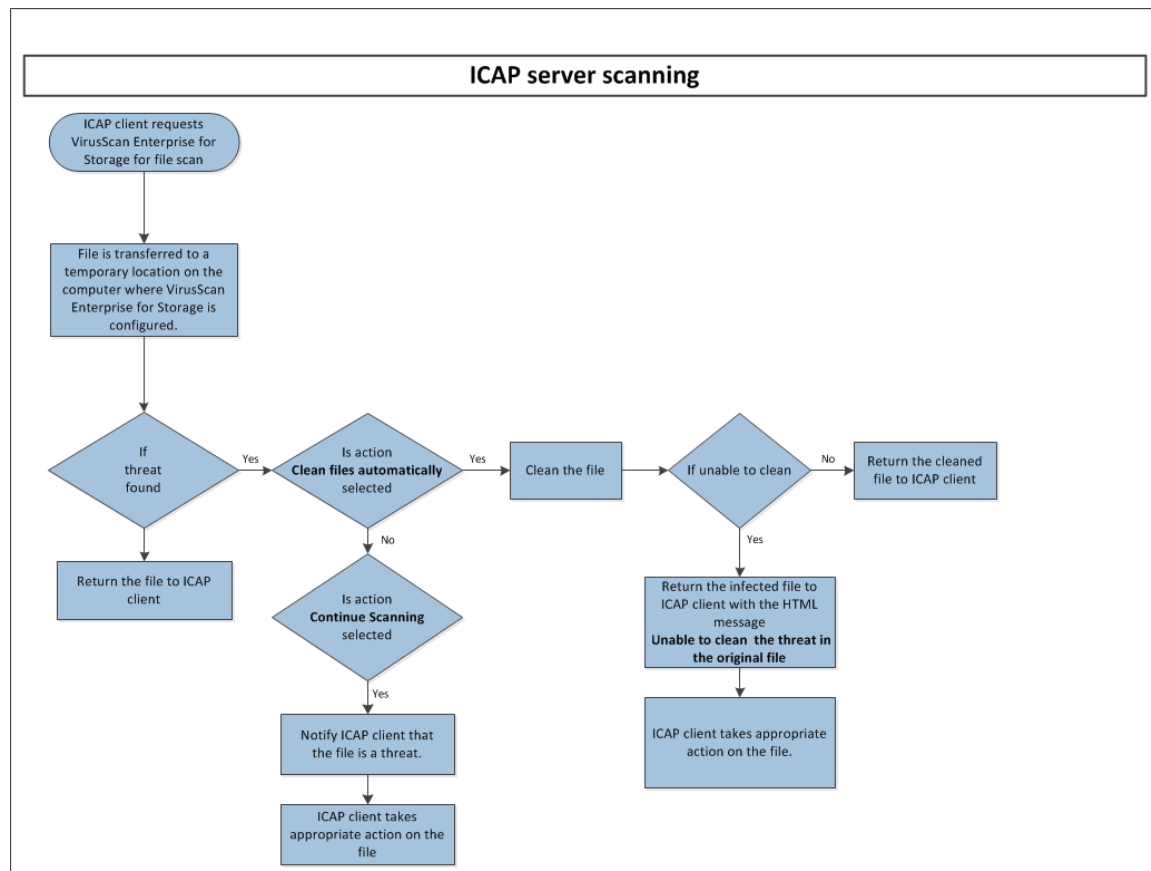 ICAP server scanning
ICAP client requests
VirusScan Enterprise for
Storage for file scan
File is transferred to a
temporary location on the
computer where VirusScan
Enterprise for Storage is
configured.
If
threat
found
Yes
Is action
Clean files automatically
selected
Yes
Clean the file
If unable to clean
No
Return the cleaned
file to ICAP client
Return the file to ICAP
client
No
Is action
Continue Scanning
selected
Yes
Notify ICAP client that
the file is a threat.
ICAP client takes
appropriate action on the
file
Yes
Return the infected file to
ICAP client with the HTML
message
Unable to clean the threat in
the original file
ICAP client takes appropriate
action on the file.